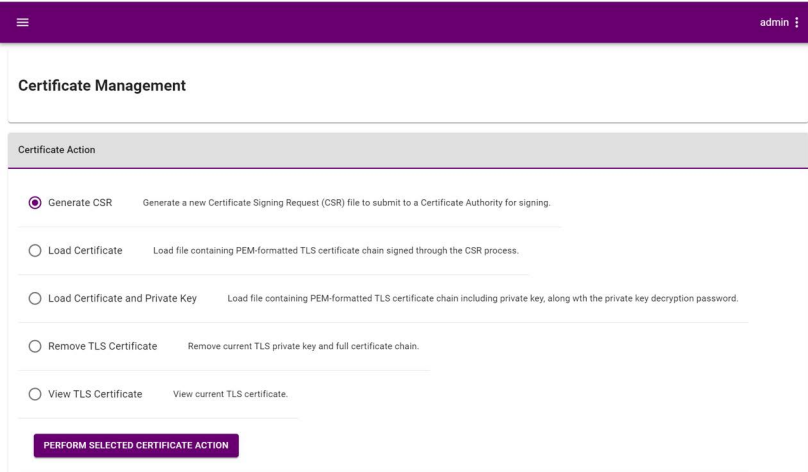 admin
Certificate Management
Certificate Action
Generate CSR Generate a new Certificate Signing Request (CSR) file to submit to a Certificate Authority for signing.
Load Certificate Load file containing PEM-formatted TLS certificate chain signed through the CSR process.
Load Certificate and Private Key Load file containing PEM-formatted TLS certificate chain including private key, along wth the private key decryption password.
Remove TLS Certificate Remove current TLS private key and full certificate chain.
View TLS Certificate View current TLS certificate.
PERFORM SELECTED CERTIFICATE ACTION